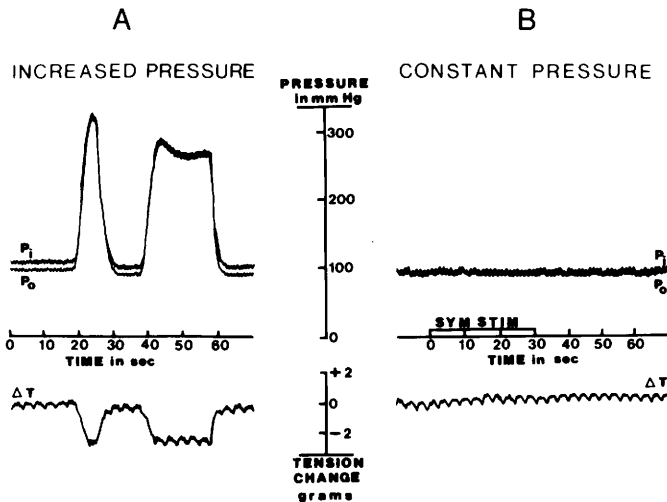 A
B
INCREASED PRESSURE
PRESSURE
in mm Hg
CONSTANT PRESSURE
300
200
100
0
Pi
Po
Pi
Po
0 10 20 30 40 50 60
TIME in sec
SYM STIM
0 10 20 30 40 50 60
TIME in sec
ΔT
+2
0
-2
ΔT
TENSION
CHANGE
grams